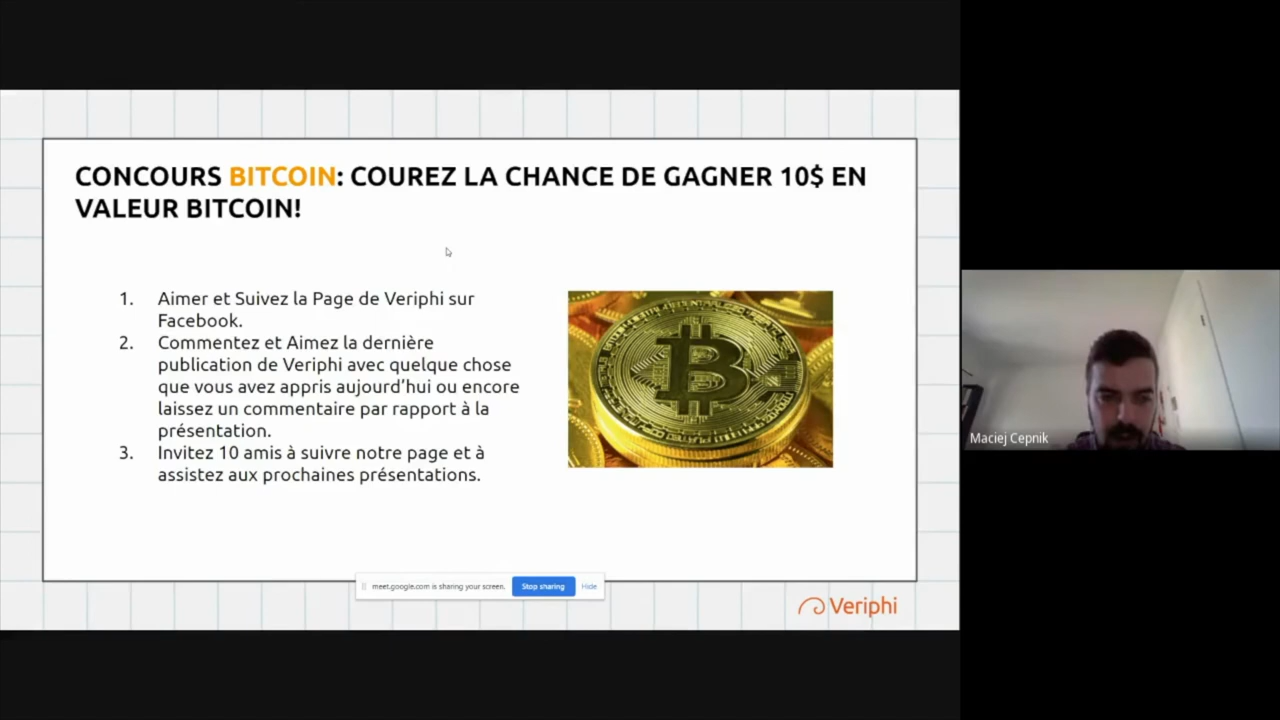 CONCOURS BITCOIN: COUREZ LA CHANCE DE GAGNER 10$ EN
VALEUR BITCOIN!
1. Aimer et Suivez la Page de Veriphi sur
Facebook.
2. Commentez et Aimez la dernière
publication de Veriphi avec quelque chose
que vous avez appris aujourd’hui ou encore
laissez un commentaire par rapport à la
présentation.
3. Invitez 10 amis à suivre notre page et à
assistez aux prochaines présentations.
meet.google.com is sharing your screen. Stop sharing Hide
Veriphi
Maciej Cepnik